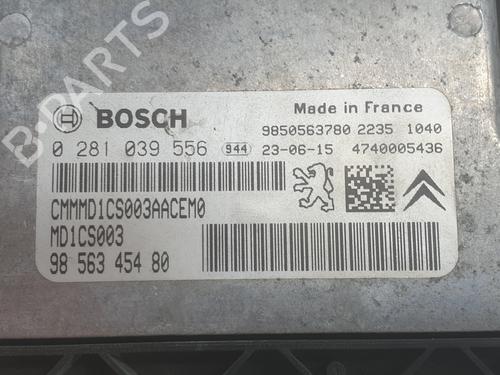 B-PARTS
BOSCH
Made in France
9850563780 2235 1040
0 281 039 556 944 23-06-15 4740005436
CMMMD1CS003AACEM0
MD1CS003
98 563 454 80